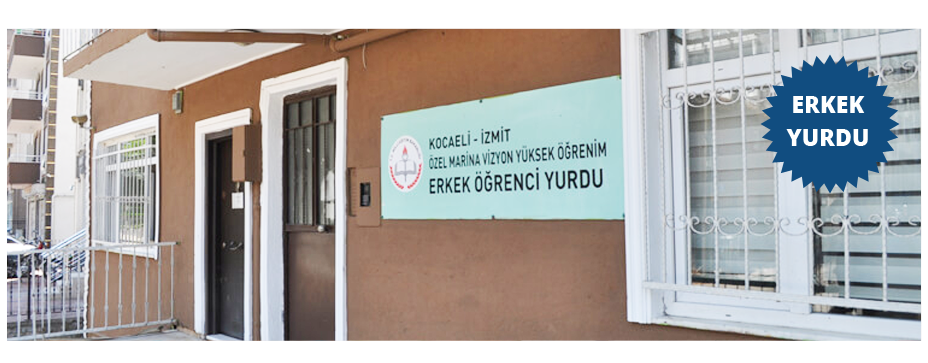 KOCAELİ - İZMİT
ÖZEL MARİNA VİZYON YÜKSEK ÖĞRENİM
ERKEK ÖĞRENCİ YURDU
ERKEK
YURDU